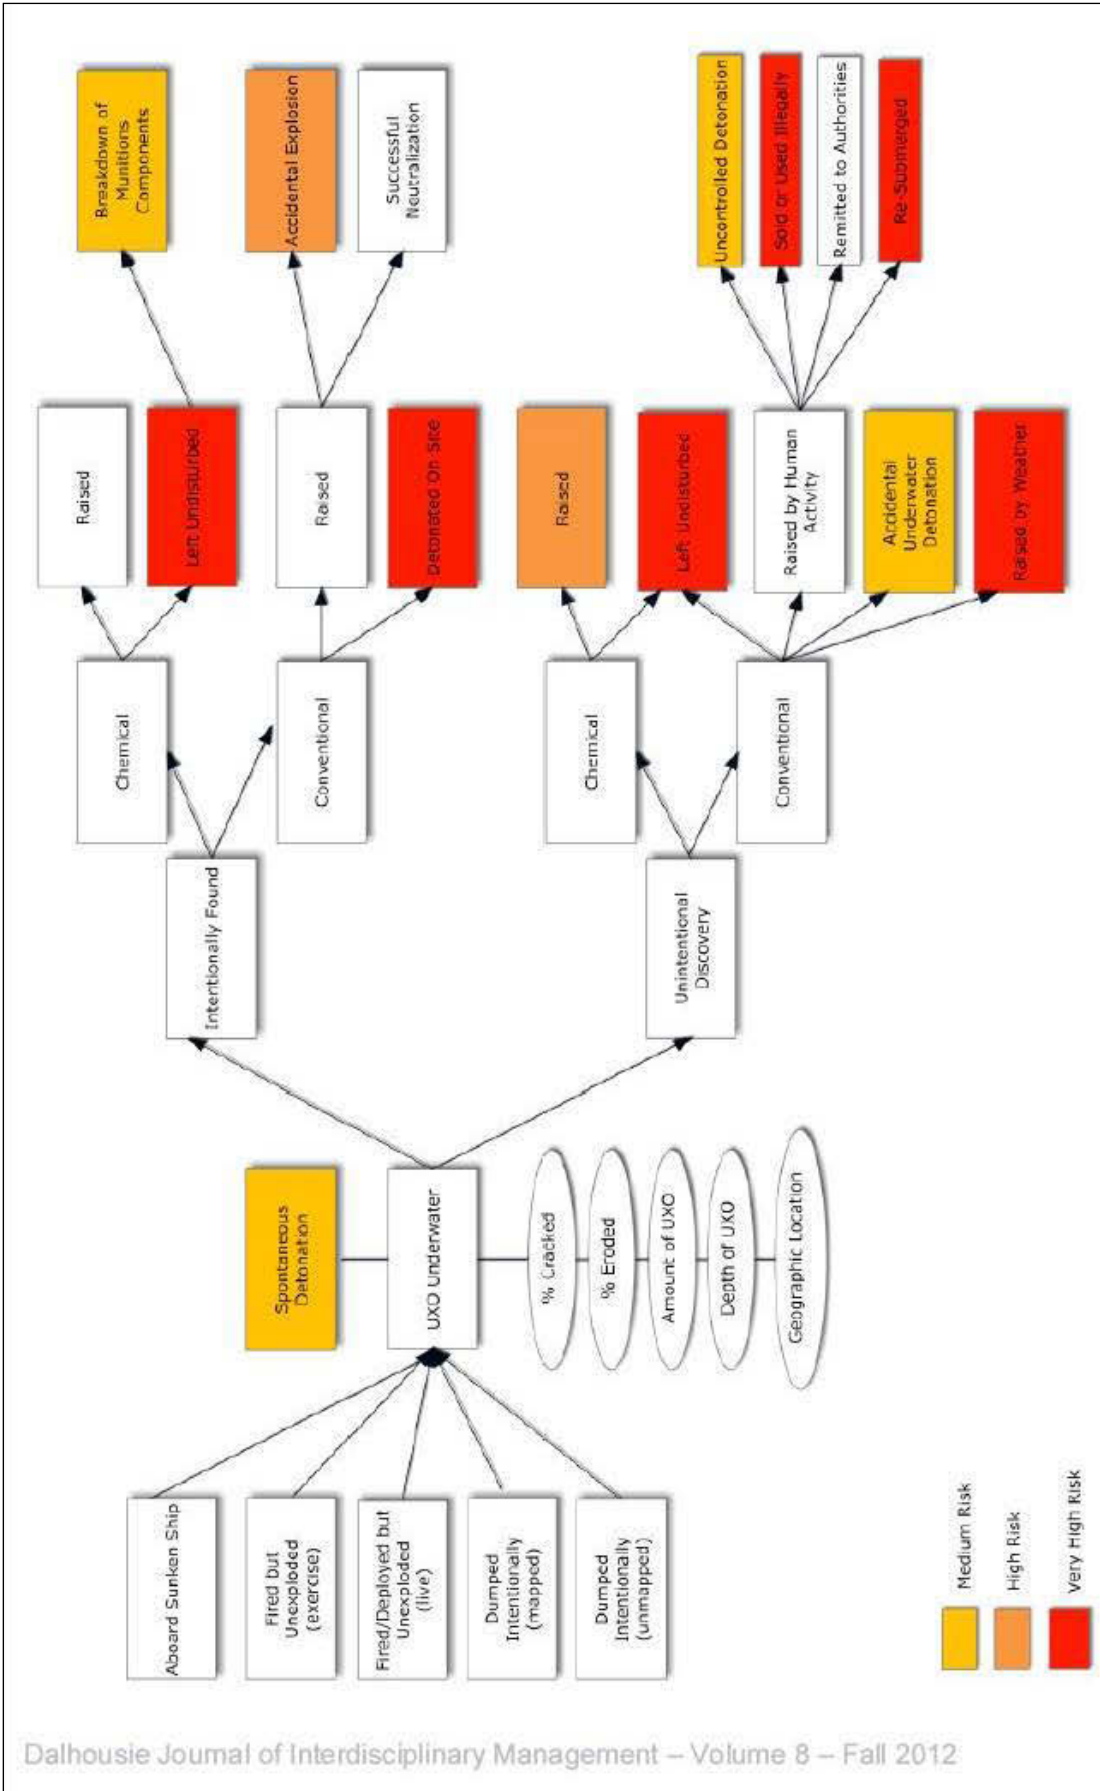 Aboard Sunken Ship
Fired but
Unexploded
(exercise)
Fired/Deployed but
Unexploded
(live)
Dumped
Intentionally
(mapped)
Dumped
Intentionally
(unmapped)
Spontaneous
Detonation
UXO Underwater
% Cracked
% Eroded
Amount of UXO
Depth of UXO
Geographic Location
Intentionally Found
Unintentional
Discovery
Chemical
Conventional
Chemical
Conventional
Raised
Left Undisturbed
Raised
Detonated On Site
Raised
Left Undisturbed
Raised by Human
Activity
Accidental
Underwater
Detonation
Raised by Weather
Breakdown of
Munitions
Components
Accidental Explosion
Successful
Neutralization
Uncontrolled Detonation
Sold or Used Illegally
Remitted to Authorities
Re-Submerged
Medium Risk
High Risk
Very High Risk
Dalhousie Journal of Interdisciplinary Management – Volume 8 – Fall 2012